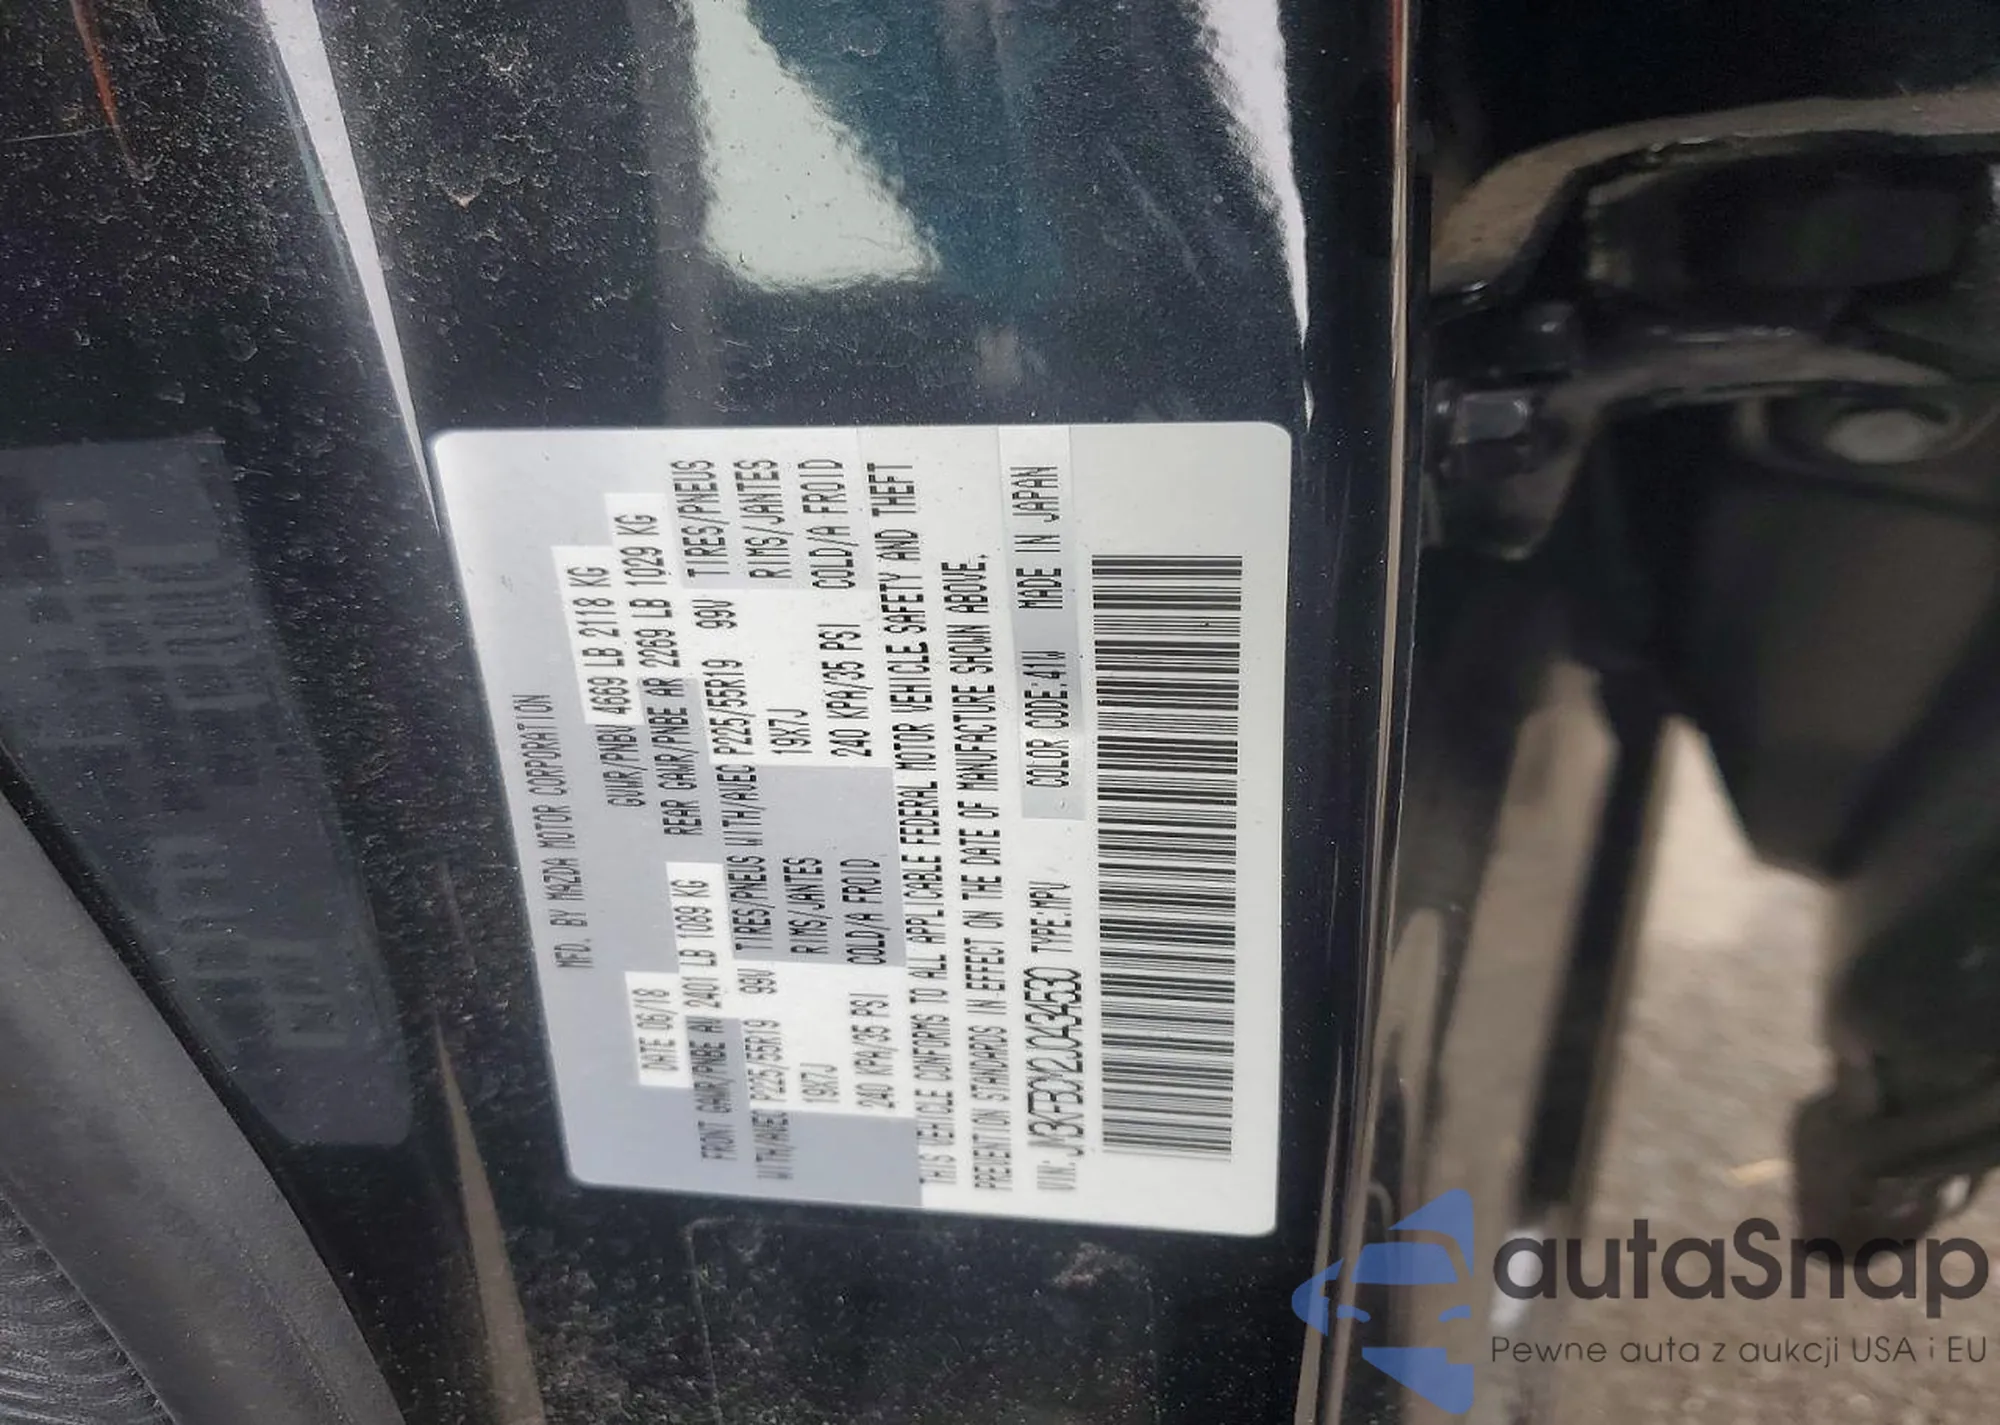 MFD. BY MAZDA MOTOR CORPORATION
DATE 06/18 GVWR/PNBV 4669 LB 2118 KG
FRONT GAWR/PNBE AV 2401 LB 1089 KG REAR GAWR/PNBE AR 2269 LB 1029 KG
WITH/AVEC P225/55R19 99V TIRES/PNEUS WITH/AVEC P225/55R19 99V TIRES/PNEUS
19X7J RIMS/JANTES 19X7J RIMS/JANTES
240 KPA/35 PSI COLD/A FROID 240 KPA/35 PSI COLD/A FROID
THIS VEHICLE CONFORMS TO ALL APPLICABLE FEDERAL MOTOR VEHICLE SAFETY AND THEFT
PREVENTION STANDARDS IN EFFECT ON THE DATE OF MANUFACTURE SHOWN ABOVE.
VIN: JM3KFBDM2J0434530 TYPE:MPV COLOR CODE:41W MADE IN JAPAN
autaSnap
Pewne auta z aukcji USA i EU